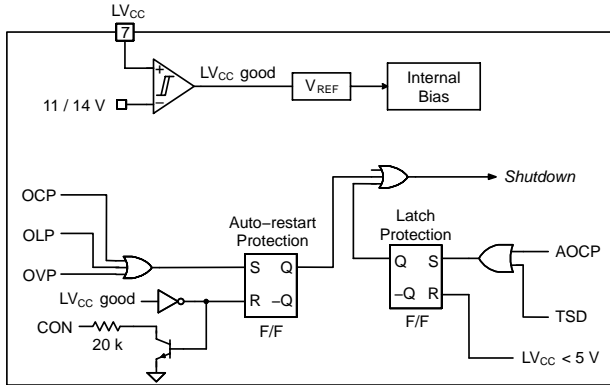 LVCC
7
+
LVCC good
VREF
Internal
Bias
11 / 14 V
−
Shutdown
OCP
OLP
OVP
Auto−restart
Protection
Latch
Protection
S
Q
R
−Q
F/F
Q
S
−Q
R
F/F
AOCP
TSD
LVCC good
CON
20 k
LVCC < 5 V